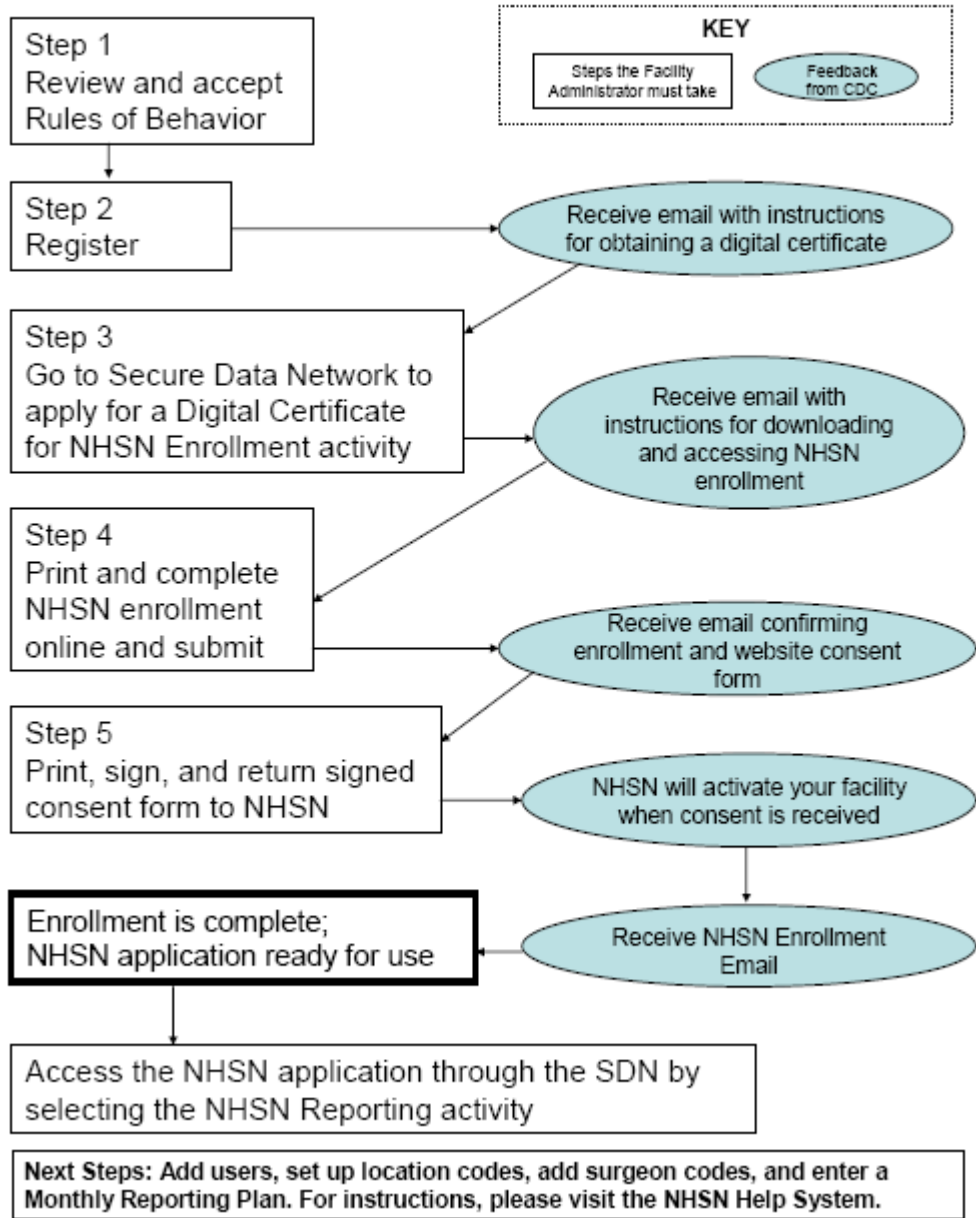 Step 1
Review and accept
Rules of Behavior
KEY
Steps the Facility
Administrator must take
Feedback
from CDC
Step 2
Register
Receive email with instructions
for obtaining a digital certificate
Step 3
Go to Secure Data Network to
apply for a Digital Certificate
for NHSN Enrollment activity
Receive email with
instructions for downloading
and accessing NHSN
enrollment
Step 4
Print and complete
NHSN enrollment
online and submit
Receive email confirming
enrollment and website consent
form
Step 5
Print, sign, and return signed
consent form to NHSN
NHSN will activate your facility
when consent is received
Receive NHSN Enrollment
Email
Enrollment is complete;
NHSN application ready for use
Access the NHSN application through the SDN by
selecting the NHSN Reporting activity
Next Steps: Add users, set up location codes, add surgeon codes, and enter a
Monthly Reporting Plan. For instructions, please visit the NHSN Help System.